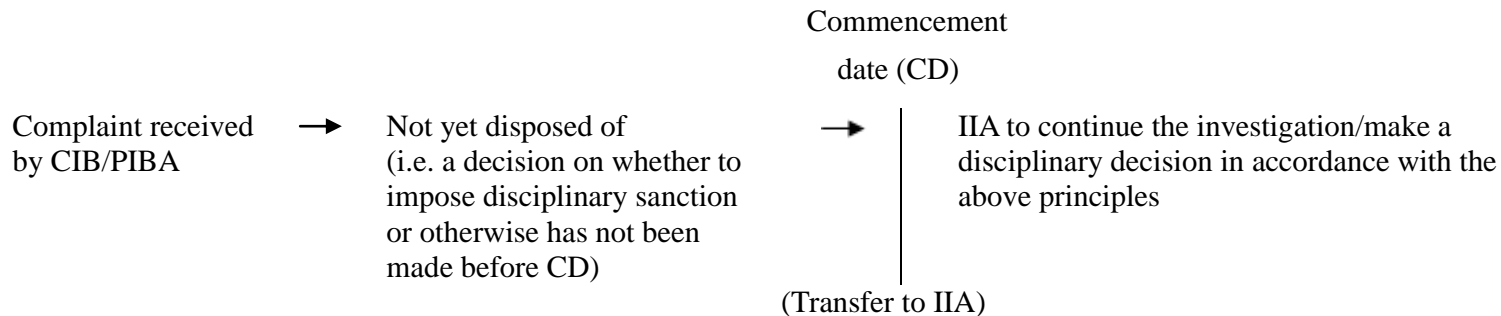 Commencement
date (CD)
Complaint received
by CIB/PIBA
Not yet disposed of
(i.e. a decision on whether to
impose disciplinary sanction
or otherwise has not been
made before CD)
IIA to continue the investigation/make a
disciplinary decision in accordance with the
above principles
(Transfer to IIA)